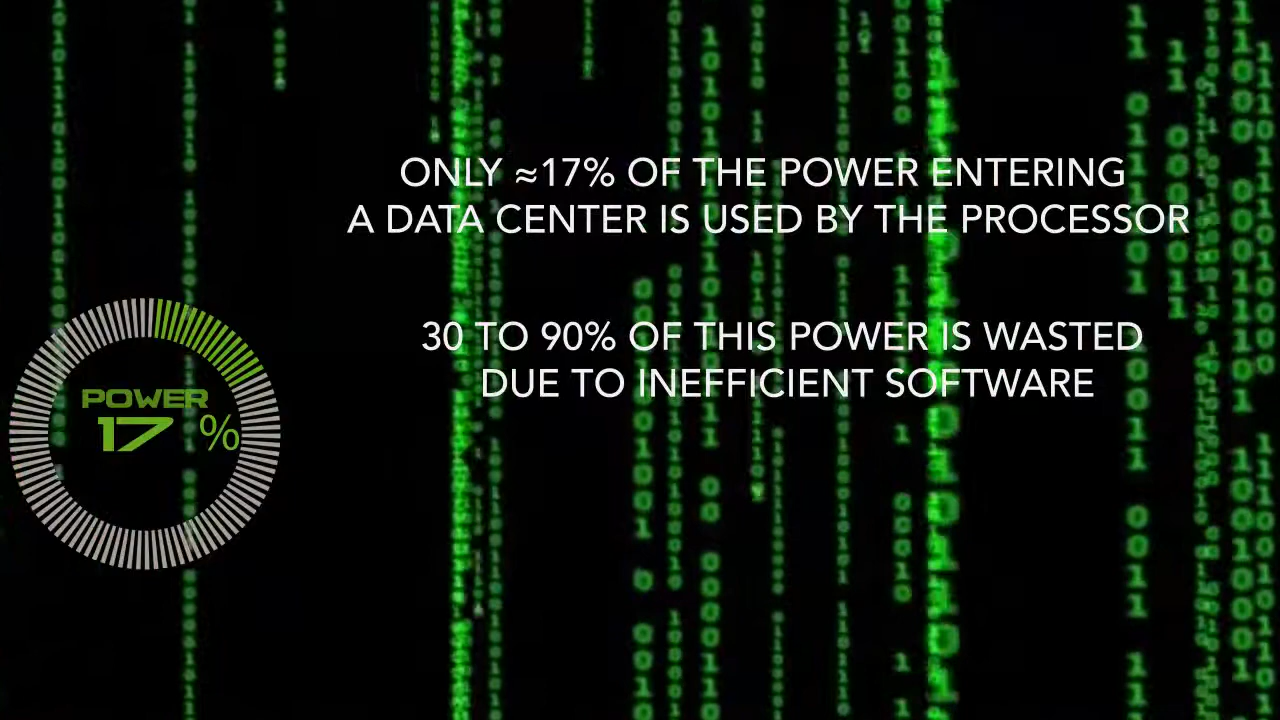 ONLY ≈17% OF THE POWER ENTERING
A DATA CENTER IS USED BY THE PROCESSOR
30 TO 90% OF THIS POWER IS WASTED
DUE TO INEFFICIENT SOFTWARE
POWER
17 %